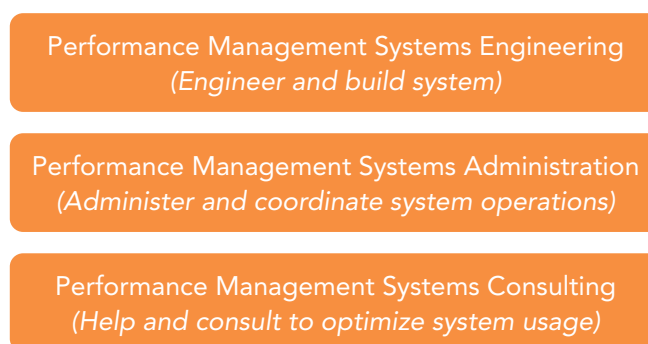 Performance Management Systems Engineering
(Engineer and build system)
Performance Management Systems Administration
(Administer and coordinate system operations)
Performance Management Systems Consulting
(Help and consult to optimize system usage)